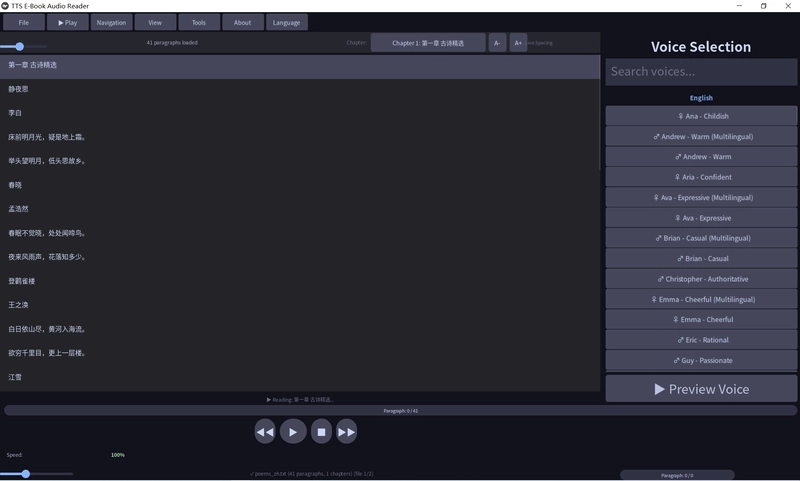 TTS E-Book Audio Reader
File
▶ Play
Navigation
View
Tools
About
Language
41 paragraphs loaded
Chapter:
Chapter 1: 第一章 古诗精选
A-
A+
第一章 古诗精选
静夜思
李白
床前明月光，疑是地上霜。
举头望明月，低头思故乡。
春晓
孟浩然
春眠不觉晓，处处闻啼鸟。
夜来风雨声，花落知多少。
登鹳雀楼
王之涣
白日依山尽，黄河入海流。
欲穷千里目，更上一层楼。
江雪
Voice Selection
Search voices...
English
♀ Ana - Childish
♂ Andrew - Warm (Multilingual)
♂ Andrew - Warm
♀ Aria - Confident
♀ Ava - Expressive (Multilingual)
♀ Ava - Expressive
♂ Brian - Casual (Multilingual)
♂ Brian - Casual
♂ Christopher - Authoritative
♀ Emma - Cheerful (Multilingual)
♀ Emma - Cheerful
♂ Eric - Rational
♂ Guy - Passionate
▶ Preview Voice
▶ Reading: 第一章 古诗精选...
Paragraph: 0/41
Speed:
100%
✓ poems_zh.txt (41 paragraphs, 1 chapters) (file 1/2)
Paragraph: 0/0